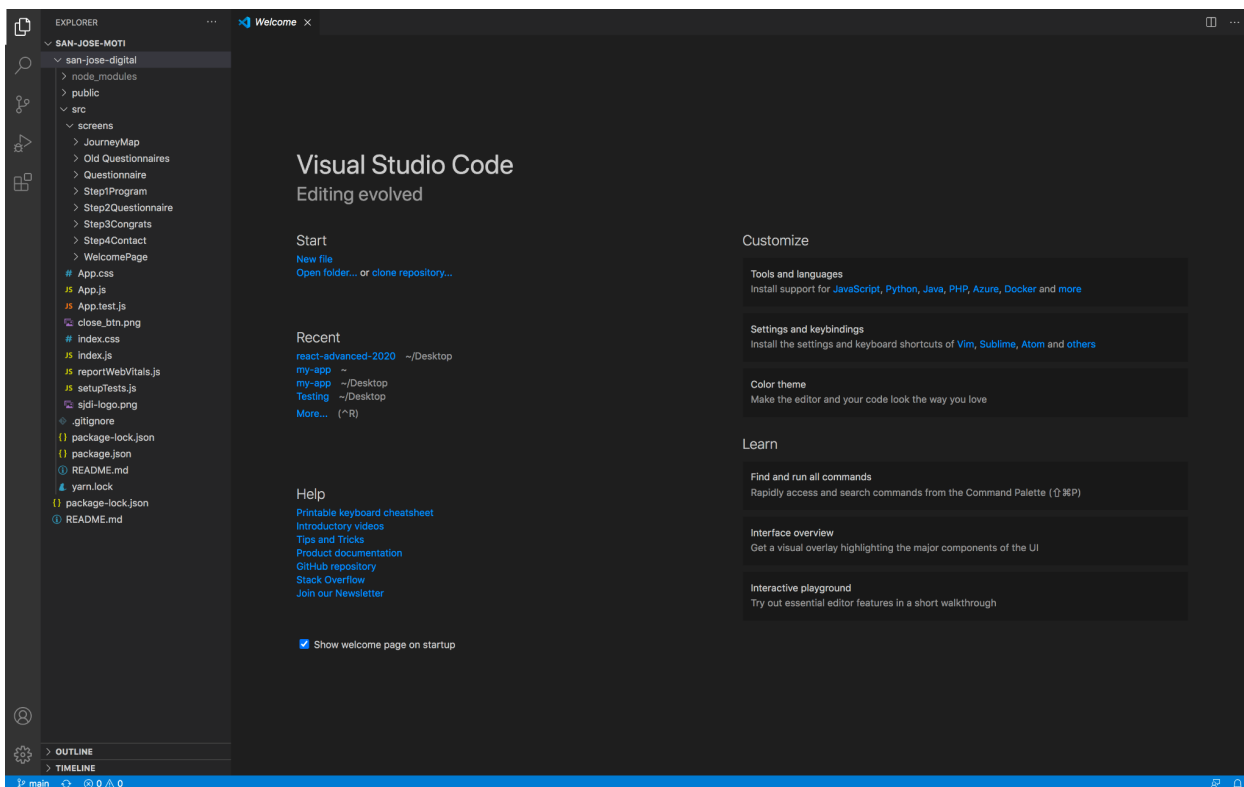 EXPLORER
SAN-JOSE-MOTI
san-jose-digital
node_modules
public
src
screens
JourneyMap
Old Questionnaires
Questionnaire
Step1Program
Step2Questionnaire
Step3Congrats
Step4Contact
WelcomePage
# App.css
JS App.js
JS App.test.js
close_btn.png
# index.css
JS index.js
JS reportWebVitals.js
JS setupTests.js
sjdi-logo.png
.gitignore
{} package-lock.json
{} package.json
README.md
yarn.lock
{} package-lock.json
README.md
OUTLINE
TIMELINE
main 0 0
Welcome
Visual Studio Code
Editing evolved
Start
New file
Open folder... or clone repository...
Recent
react-advanced-2020 ~/Desktop
my-app ~
my-app ~/Desktop
Testing ~/Desktop
More... (^R)
Help
Printable keyboard cheatsheet
Introductory videos
Tips and Tricks
Product documentation
GitHub repository
Stack Overflow
Join our Newsletter
Show welcome page on startup
Customize
Tools and languages
Install support for JavaScript, Python, Java, PHP, Azure, Docker and more
Settings and keybindings
Install the settings and keyboard shortcuts of Vim, Sublime, Atom and others
Color theme
Make the editor and your code look the way you love
Learn
Find and run all commands
Rapidly access and search commands from the Command Palette (⇧⌘P)
Interface overview
Get a visual overlay highlighting the major components of the UI
Interactive playground
Try out essential editor features in a short walkthrough